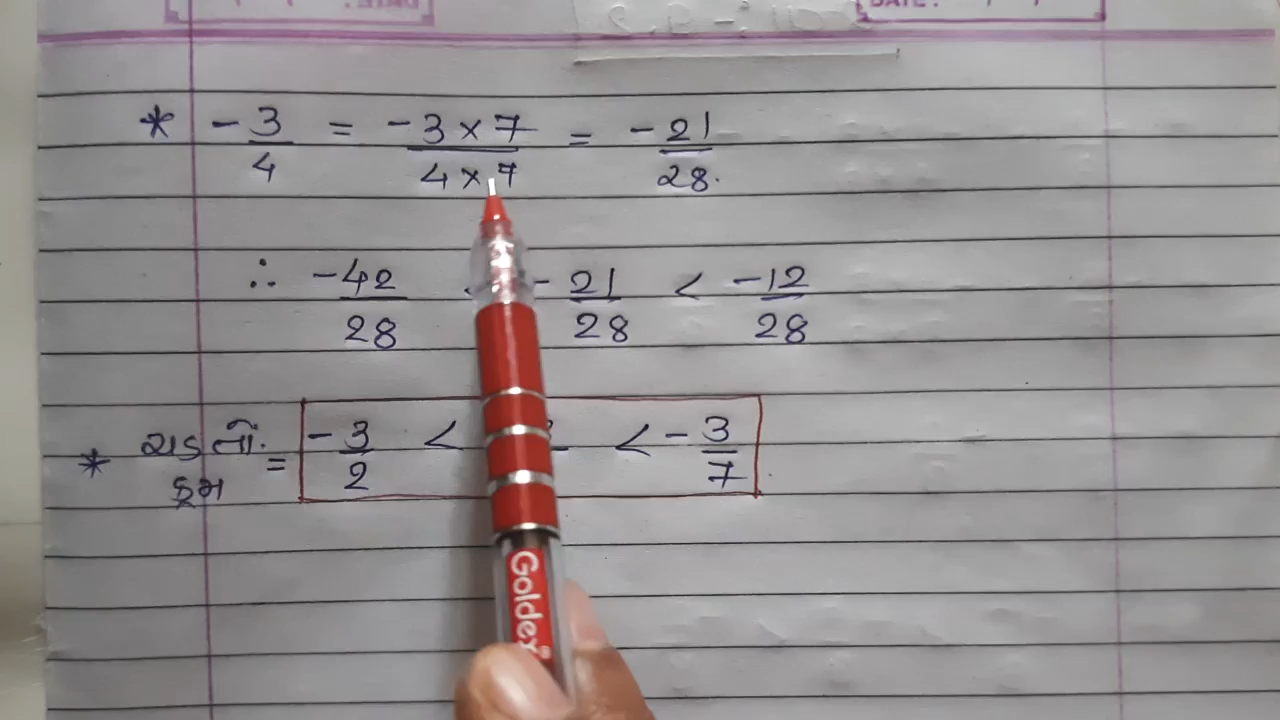 DATE:
* -3/4 = -3×7/4×7 = -21/28.
∴ -42/28 -21/28 < -12/28
* ચડતો ક્રમ = -3/2 < < -3/7
Goldex